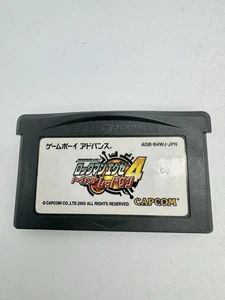 ゲームボーイ アドバンス®
AGB-B4WJ-JPN
ロックマンエグゼ4
トーナメント レッドサン
© CAPCOM CO.,LTD. 2003 ALL RIGHTS RESERVED.
CAPCOM